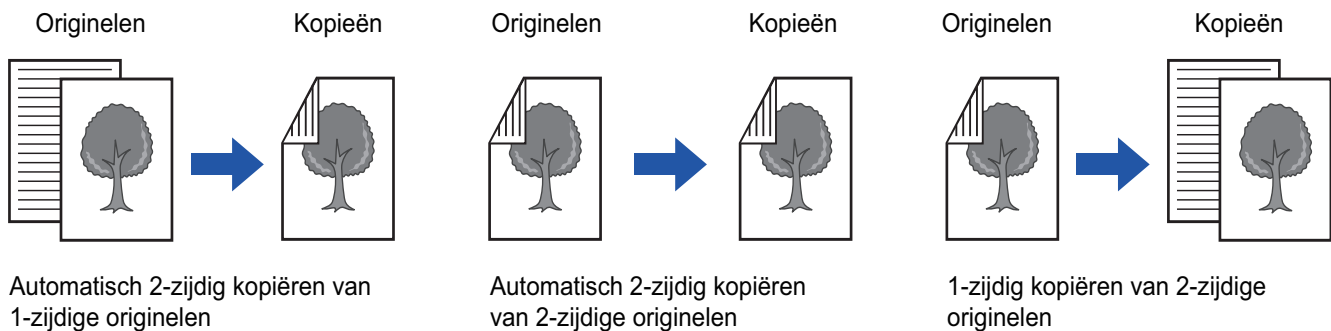 Originelen
Kopieën
Originelen
Kopieën
Originelen
Kopieën
Automatisch 2-zijdig kopiëren van
1-zijdige originelen
Automatisch 2-zijdig kopiëren
van 2-zijdige originelen
1-zijdig kopiëren van 2-zijdige
originelen